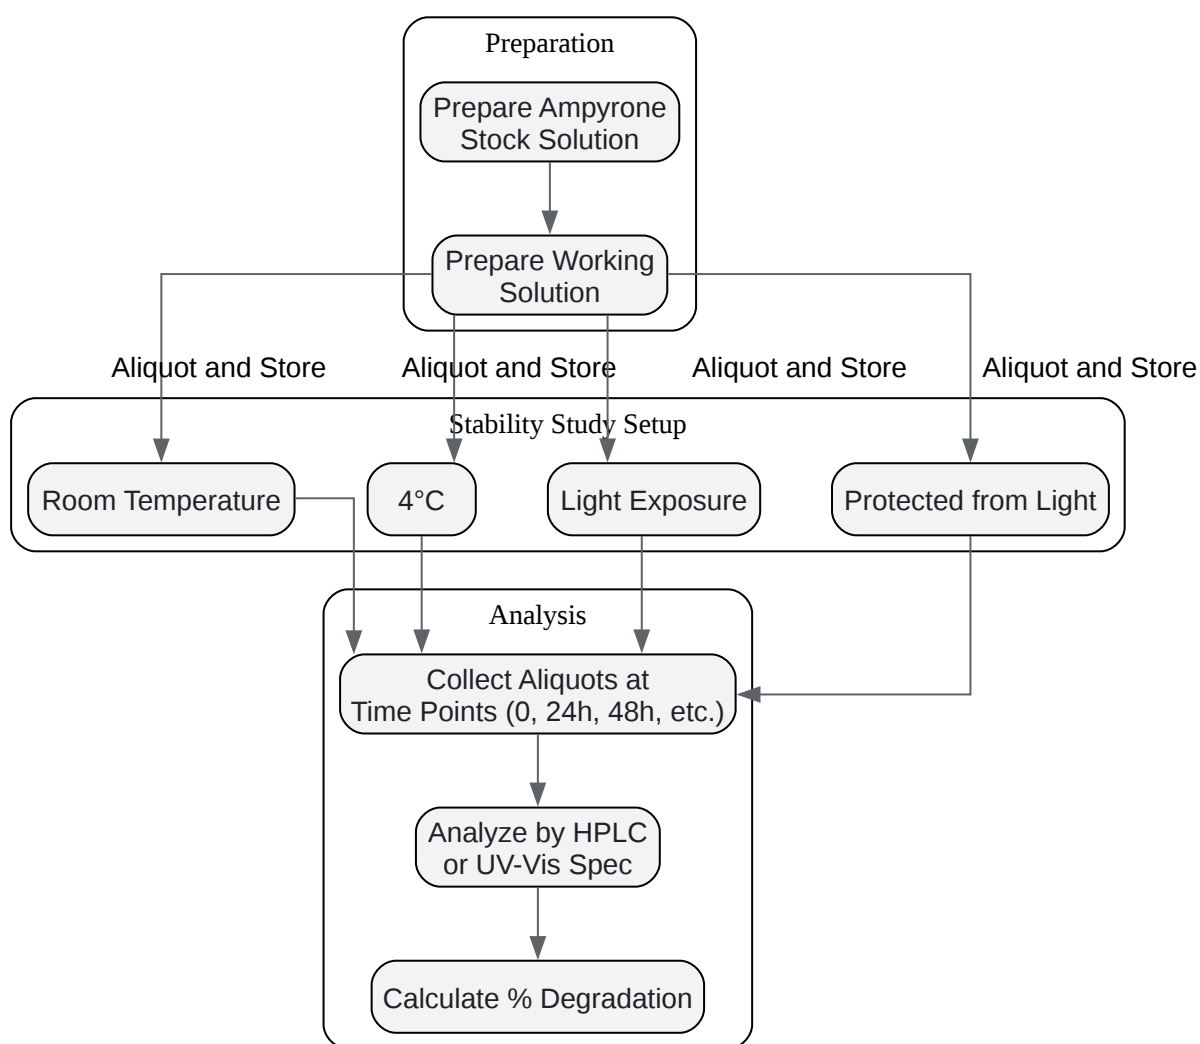 Preparation
Prepare Ampyrone
Stock Solution
Prepare Working
Solution
Aliquot and Store
Aliquot and Store
Aliquot and Store
Aliquot and Store
Stability Study Setup
Room Temperature
4°C
Light Exposure
Protected from Light
Analysis
Collect Aliquots at
Time Points (0, 24h, 48h, etc.)
Analyze by HPLC
or UV-Vis Spec
Calculate % Degradation